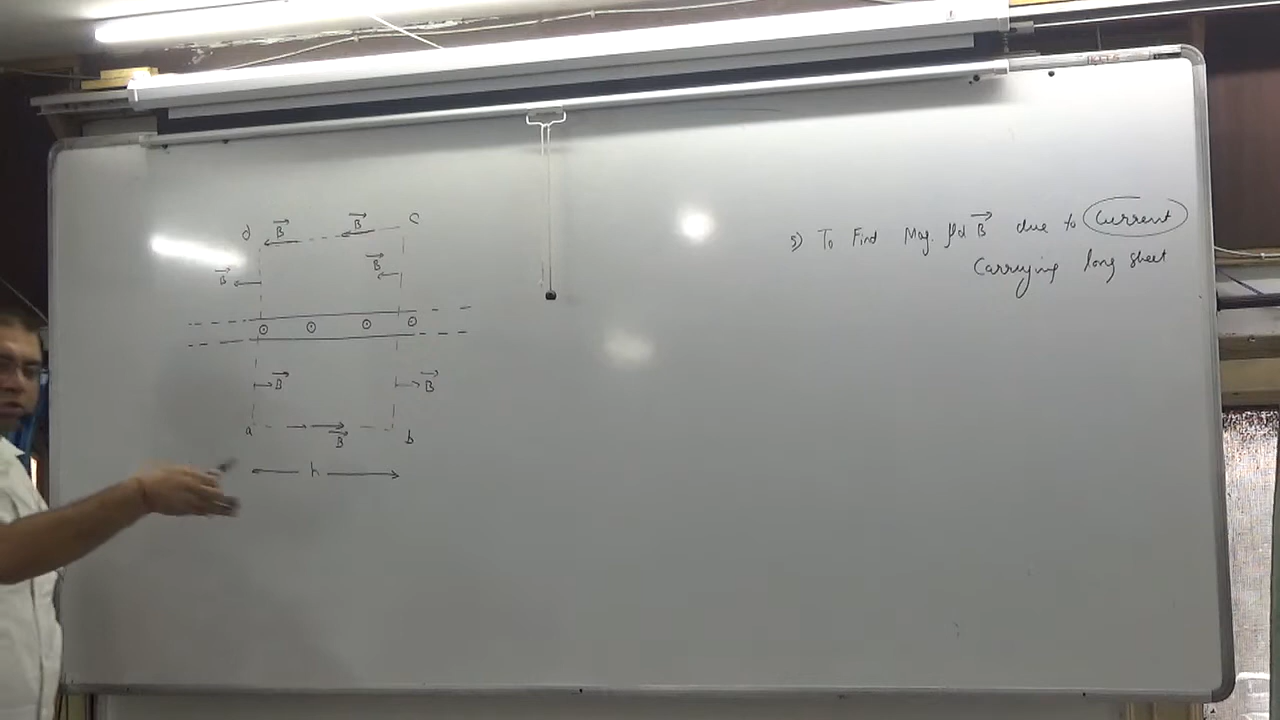 d B B c
B B
B B
a B b
h
5) To Find Mag. fld B due to Current
Carrying long sheet